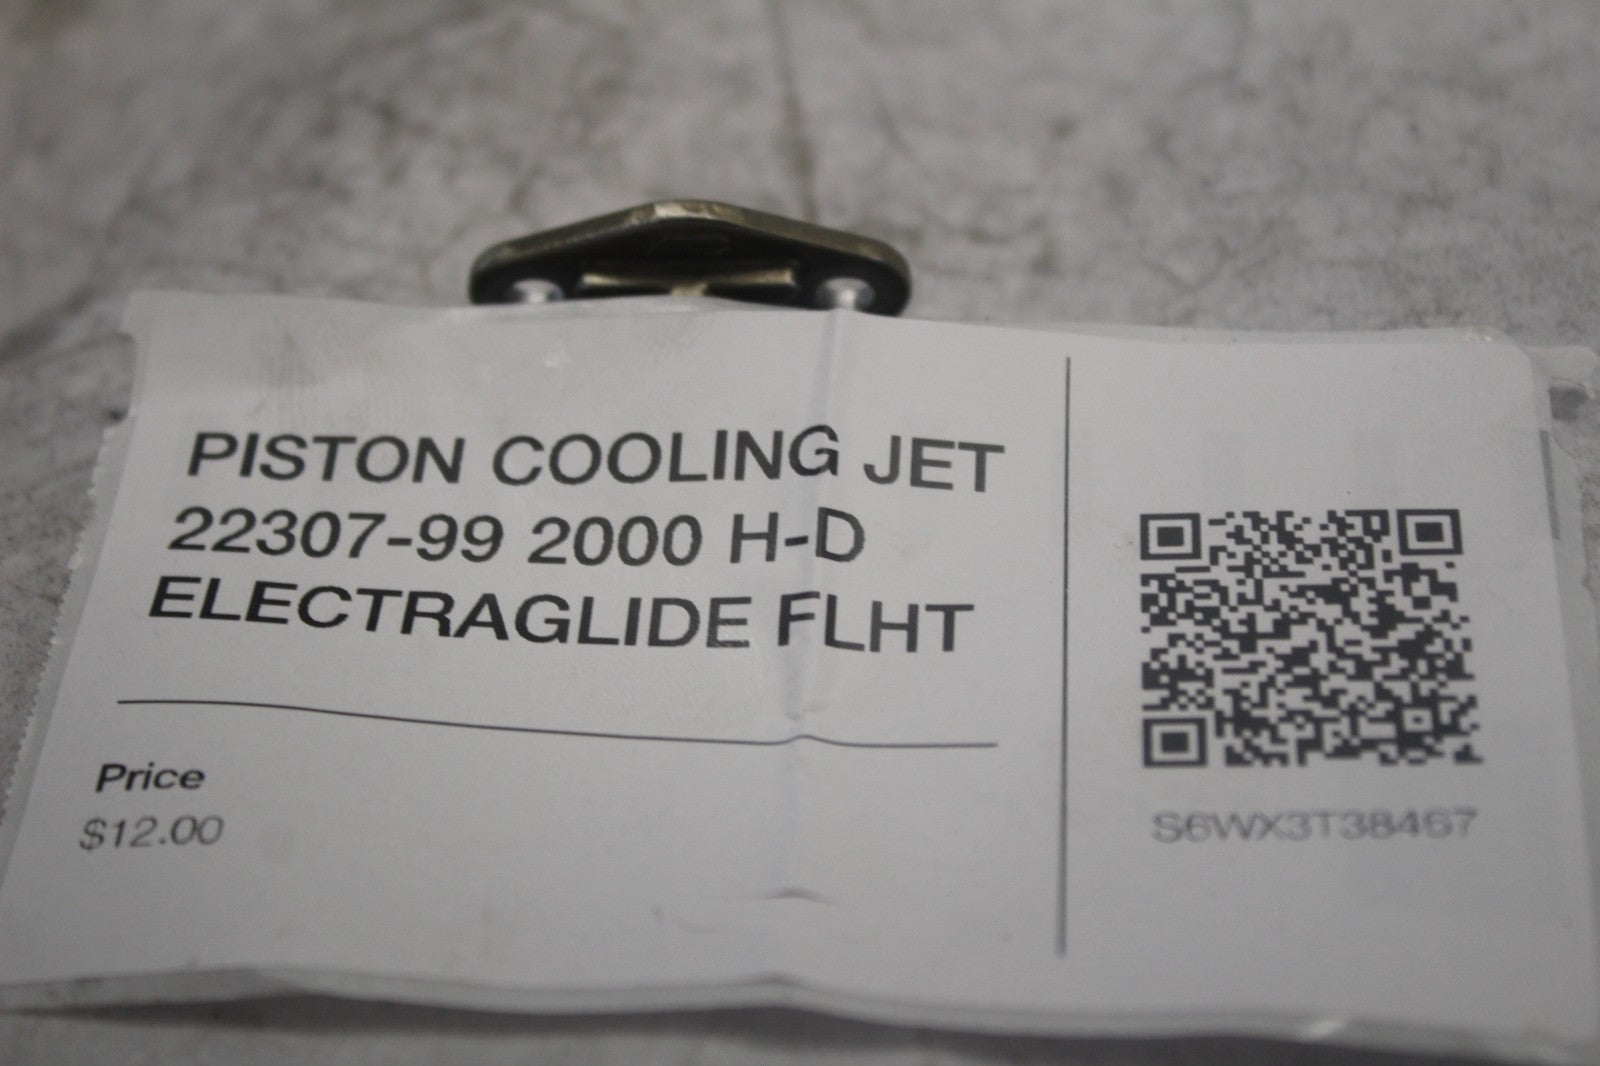 PISTON COOLING JET
22307-99 2000 H-D
ELECTRAGLIDE FLHT
Price
$12.00
S6WX3T38467